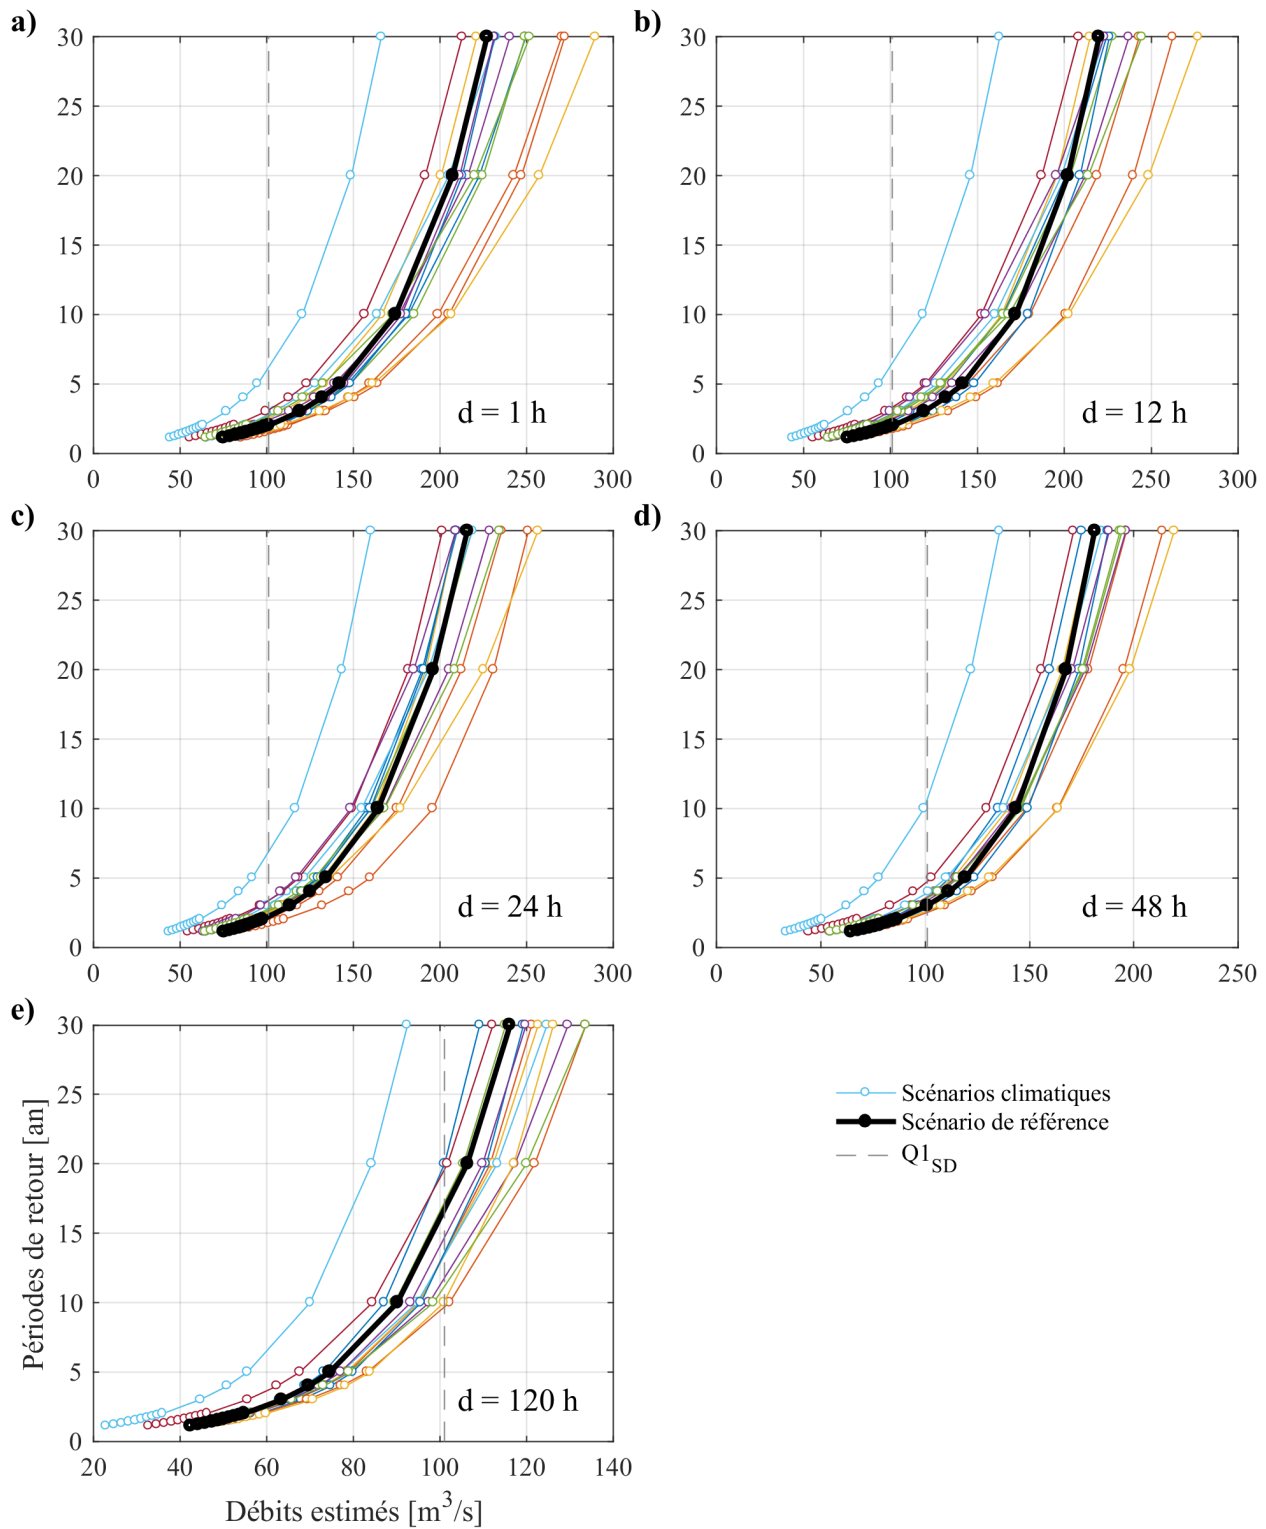 a)
30
25
20
15
10
5
0
0 50 100 150 200 250 300
d = 1 h
b)
30
25
20
15
10
5
0
0 50 100 150 200 250 300
d = 12 h
c)
30
25
20
15
10
5
0
0 50 100 150 200 250 300
d = 24 h
d)
30
25
20
15
10
5
0
0 50 100 150 200 250
d = 48 h
e)
30
25
20
15
10
5
0
20 40 60 80 100 120 140
d = 120 h
Périodes de retour [an]
Débits estimés [m³/s]
Scénarios climatiques
Scénario de référence
Q1SD